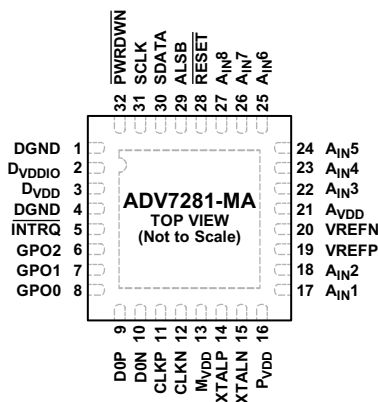 PWRDWN
SCLK
SDATA
ALSB
RESET
AIN8
AIN7
AIN6
32
31
30
29
28
27
26
25
DGND 1
DVDDIO 2
DVDD 3
DGND 4
INTRQ 5
GPO2 6
GPO1 7
GPO0 8
ADV7281-MA
TOP VIEW
(Not to Scale)
24 AIN5
23 AIN4
22 AIN3
21 AVDD
20 VREFN
19 VREFP
18 AIN2
17 AIN1
9
10
11
12
13
14
15
16
D0P
D0N
CLKP
CLKN
MVDD
XTALP
XTALN
PVDD